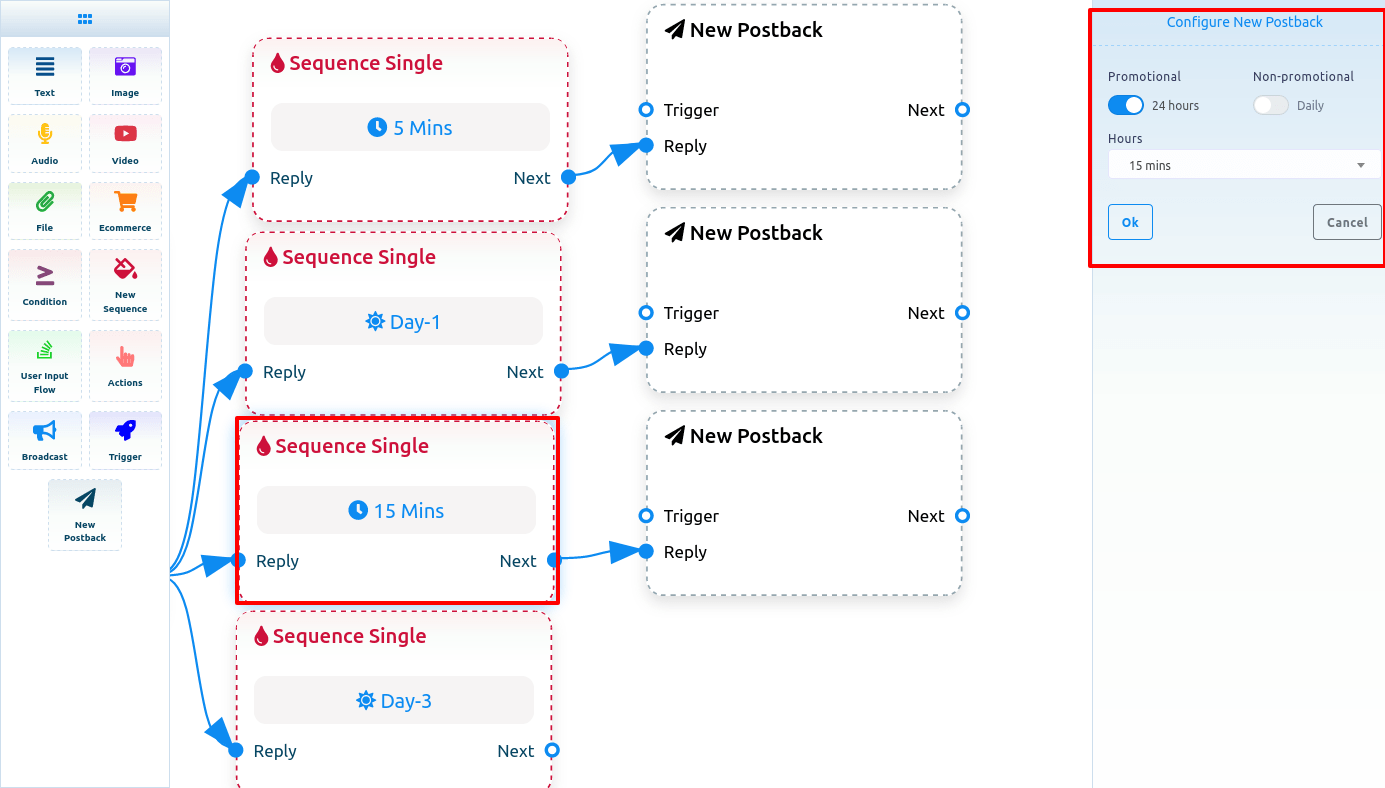 Text
Image
Audio
Video
File
Ecommerce
Condition
New
Sequence
User Input
Flow
Actions
Broadcast
Trigger
New
Postback
Sequence Single
5 Mins
Reply
Next
Sequence Single
Day-1
Reply
Next
Sequence Single
15 Mins
Reply
Next
Sequence Single
Day-3
Reply
Next
New Postback
Trigger
Next
Reply
New Postback
Trigger
Next
Reply
New Postback
Trigger
Next
Reply
Configure New Postback
Promotional
Non-promotional
24 hours
Daily
Hours
15 mins
Ok
Cancel